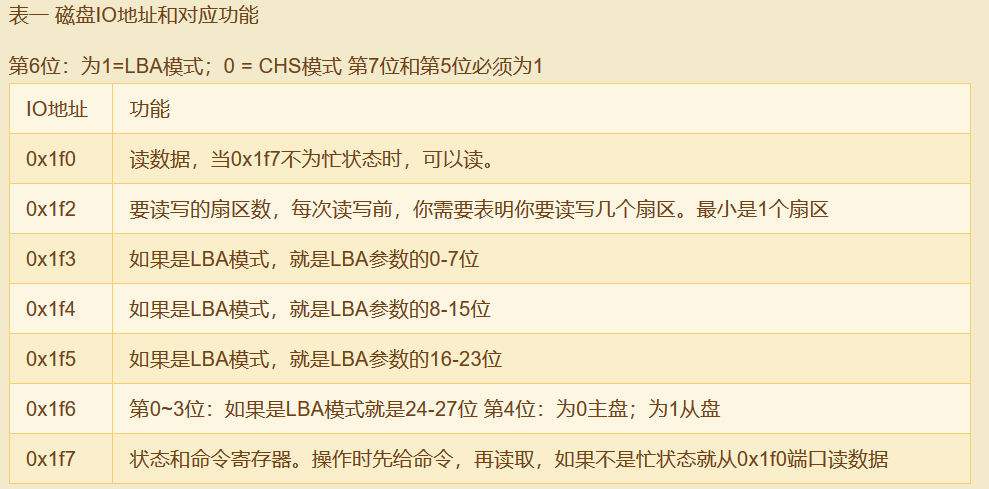 表一 磁盘IO地址和对应功能
第6位：为1=LBA模式；0 = CHS模式 第7位和第5位必须为1
IO地址 功能
0x1f0 读数据，当0x1f7不为忙状态时，可以读。
0x1f2 要读写的扇区数，每次读写前，你需要表明你要读写几个扇区。最小是1个扇区
0x1f3 如果是LBA模式，就是LBA参数的0-7位
0x1f4 如果是LBA模式，就是LBA参数的8-15位
0x1f5 如果是LBA模式，就是LBA参数的16-23位
0x1f6 第0~3位：如果是LBA模式就是24-27位 第4位：为0主盘；为1从盘
0x1f7 状态和命令寄存器。操作时先给命令，再读取，如果不是忙状态就从0x1f0端口读数据